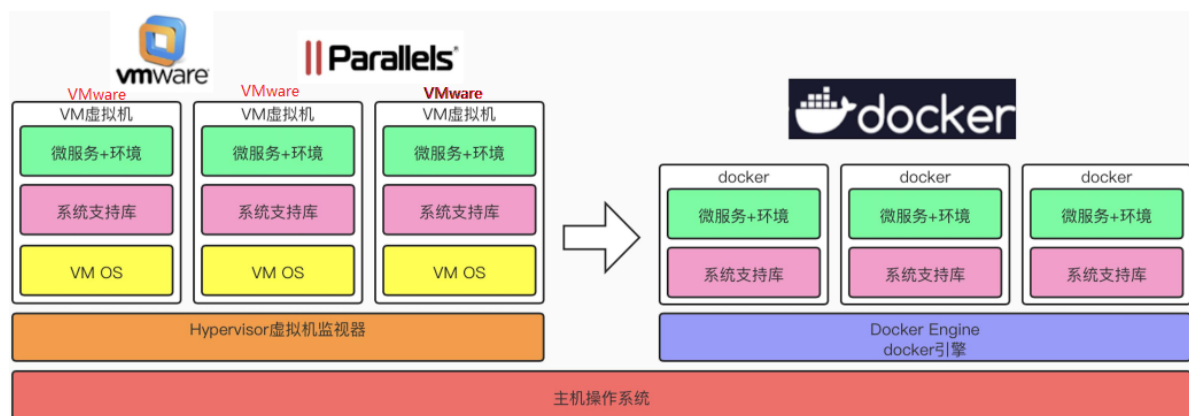 vmware
Parallels
VMware
VMware
VMware
VM虚拟机
VM虚拟机
VM虚拟机
微服务+环境
微服务+环境
微服务+环境
系统支持库
系统支持库
系统支持库
VM OS
VM OS
VM OS
Hypervisor虚拟机监视器
docker
docker
docker
docker
微服务+环境
微服务+环境
微服务+环境
系统支持库
系统支持库
系统支持库
Docker Engine
docker引擎
主机操作系统